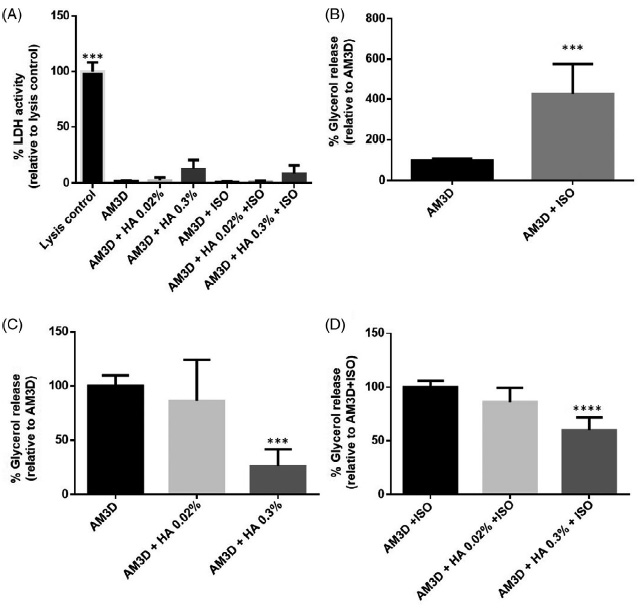 (A)
% LDH activity
(relative to lysis control)
150
100
50
0
***
Lysis control
AM3D
AM3D + HA 0.02%
AM3D + HA 0.3%
AM3D + ISO
AM3D + HA 0.02% +ISO
AM3D + HA 0.3% + ISO
(B)
% Glycerol release
(relative to AM3D)
800
600
400
200
0
***
AM3D
AM3D + ISO
(C)
% Glycerol release
(relative to AM3D)
150
100
50
0
***
AM3D
AM3D + HA 0.02%
AM3D + HA 0.3%
(D)
% Glycerol release
(relative to AM3D+ISO)
150
100
50
0
****
AM3D +ISO
AM3D + HA 0.02% +ISO
AM3D + HA 0.3% + ISO